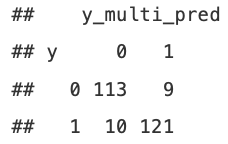 ##    y_multi_pred
## y     0   1
##   0 113   9
##   1  10 121